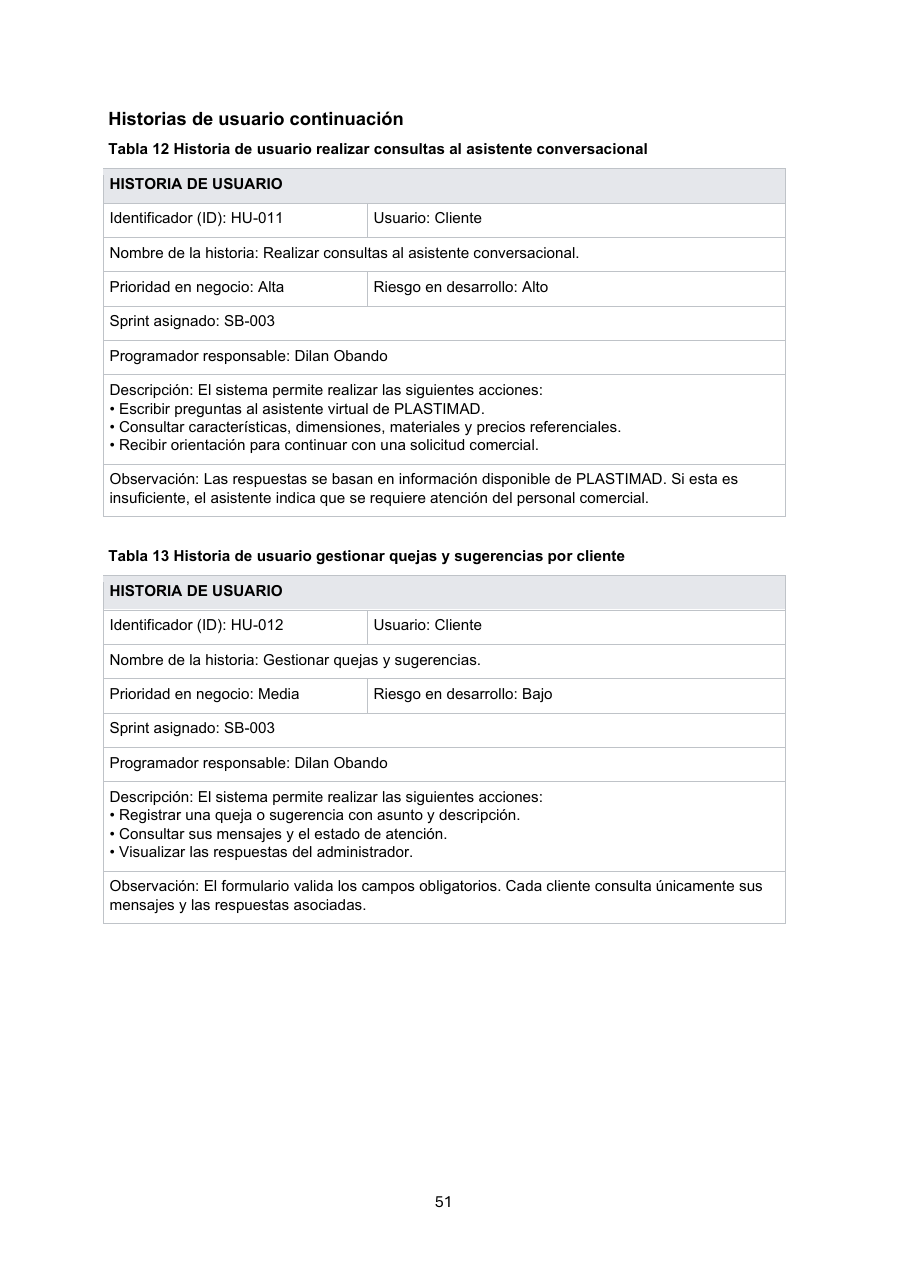 Historias de usuario continuación
Tabla 12 Historia de usuario realizar consultas al asistente conversacional
HISTORIA DE USUARIO
Identificador (ID): HU-011 Usuario: Cliente
Nombre de la historia: Realizar consultas al asistente conversacional.
Prioridad en negocio: Alta Riesgo en desarrollo: Alto
Sprint asignado: SB-003
Programador responsable: Dilan Obando
Descripción: El sistema permite realizar las siguientes acciones:
• Escribir preguntas al asistente virtual de PLASTIMAD.
• Consultar características, dimensiones, materiales y precios referenciales.
• Recibir orientación para continuar con una solicitud comercial.
Observación: Las respuestas se basan en información disponible de PLASTIMAD. Si esta es
insuficiente, el asistente indica que se requiere atención del personal comercial.
Tabla 13 Historia de usuario gestionar quejas y sugerencias por cliente
HISTORIA DE USUARIO
Identificador (ID): HU-012 Usuario: Cliente
Nombre de la historia: Gestionar quejas y sugerencias.
Prioridad en negocio: Media Riesgo en desarrollo: Bajo
Sprint asignado: SB-003
Programador responsable: Dilan Obando
Descripción: El sistema permite realizar las siguientes acciones:
• Registrar una queja o sugerencia con asunto y descripción.
• Consultar sus mensajes y el estado de atención.
• Visualizar las respuestas del administrador.
Observación: El formulario valida los campos obligatorios. Cada cliente consulta únicamente sus
mensajes y las respuestas asociadas.
51